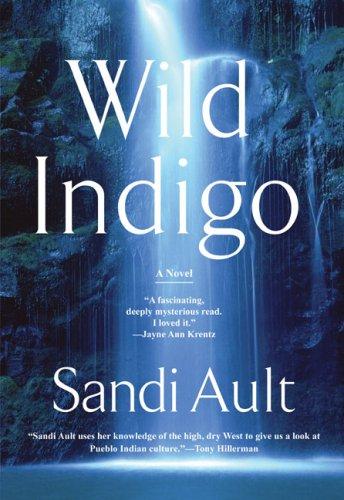 Wild
Indigo
A Novel
“A fascinating,
deeply mysterious read.
I loved it.”
—Jayne Ann Krentz
Sandi Ault
“Sandi Ault uses her knowledge of the high, dry West to give us a look at
Pueblo Indian culture.”—Tony Hillerman